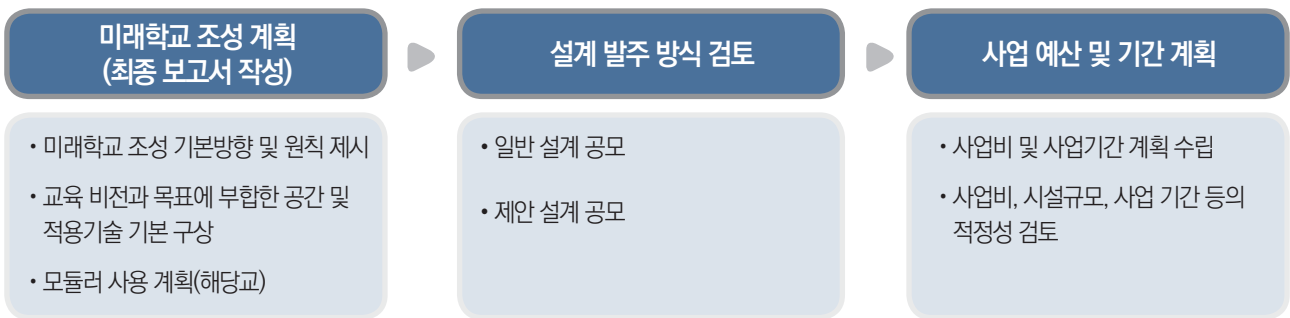 미래학교 조성 계획
(최종 보고서 작성)
• 미래학교 조성 기본방향 및 원칙 제시
• 교육 비전과 목표에 부합한 공간 및
적용기술 기본 구상
• 모듈러 사용 계획(해당교)
설계 발주 방식 검토
• 일반 설계 공모
• 제안 설계 공모
사업 예산 및 기간 계획
• 사업비 및 사업기간 계획 수립
• 사업비, 시설규모, 사업 기간 등의
적정성 검토